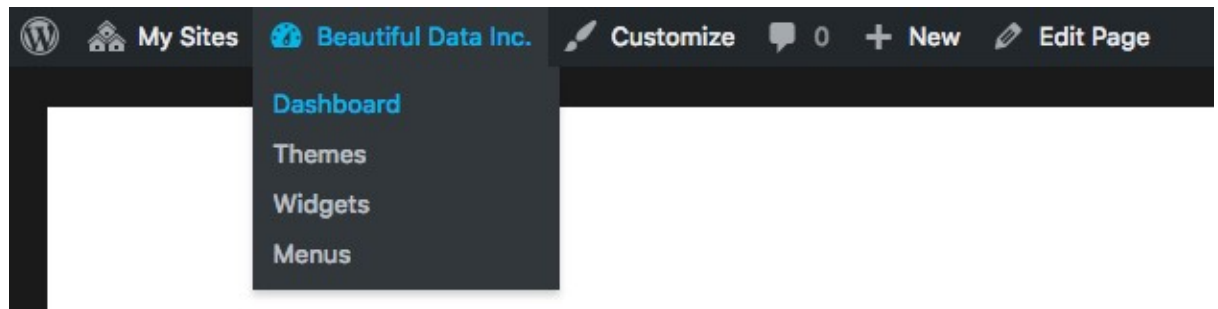 My Sites Beautiful Data Inc. Customize 0 + New Edit Page
Dashboard
Themes
Widgets
Menus